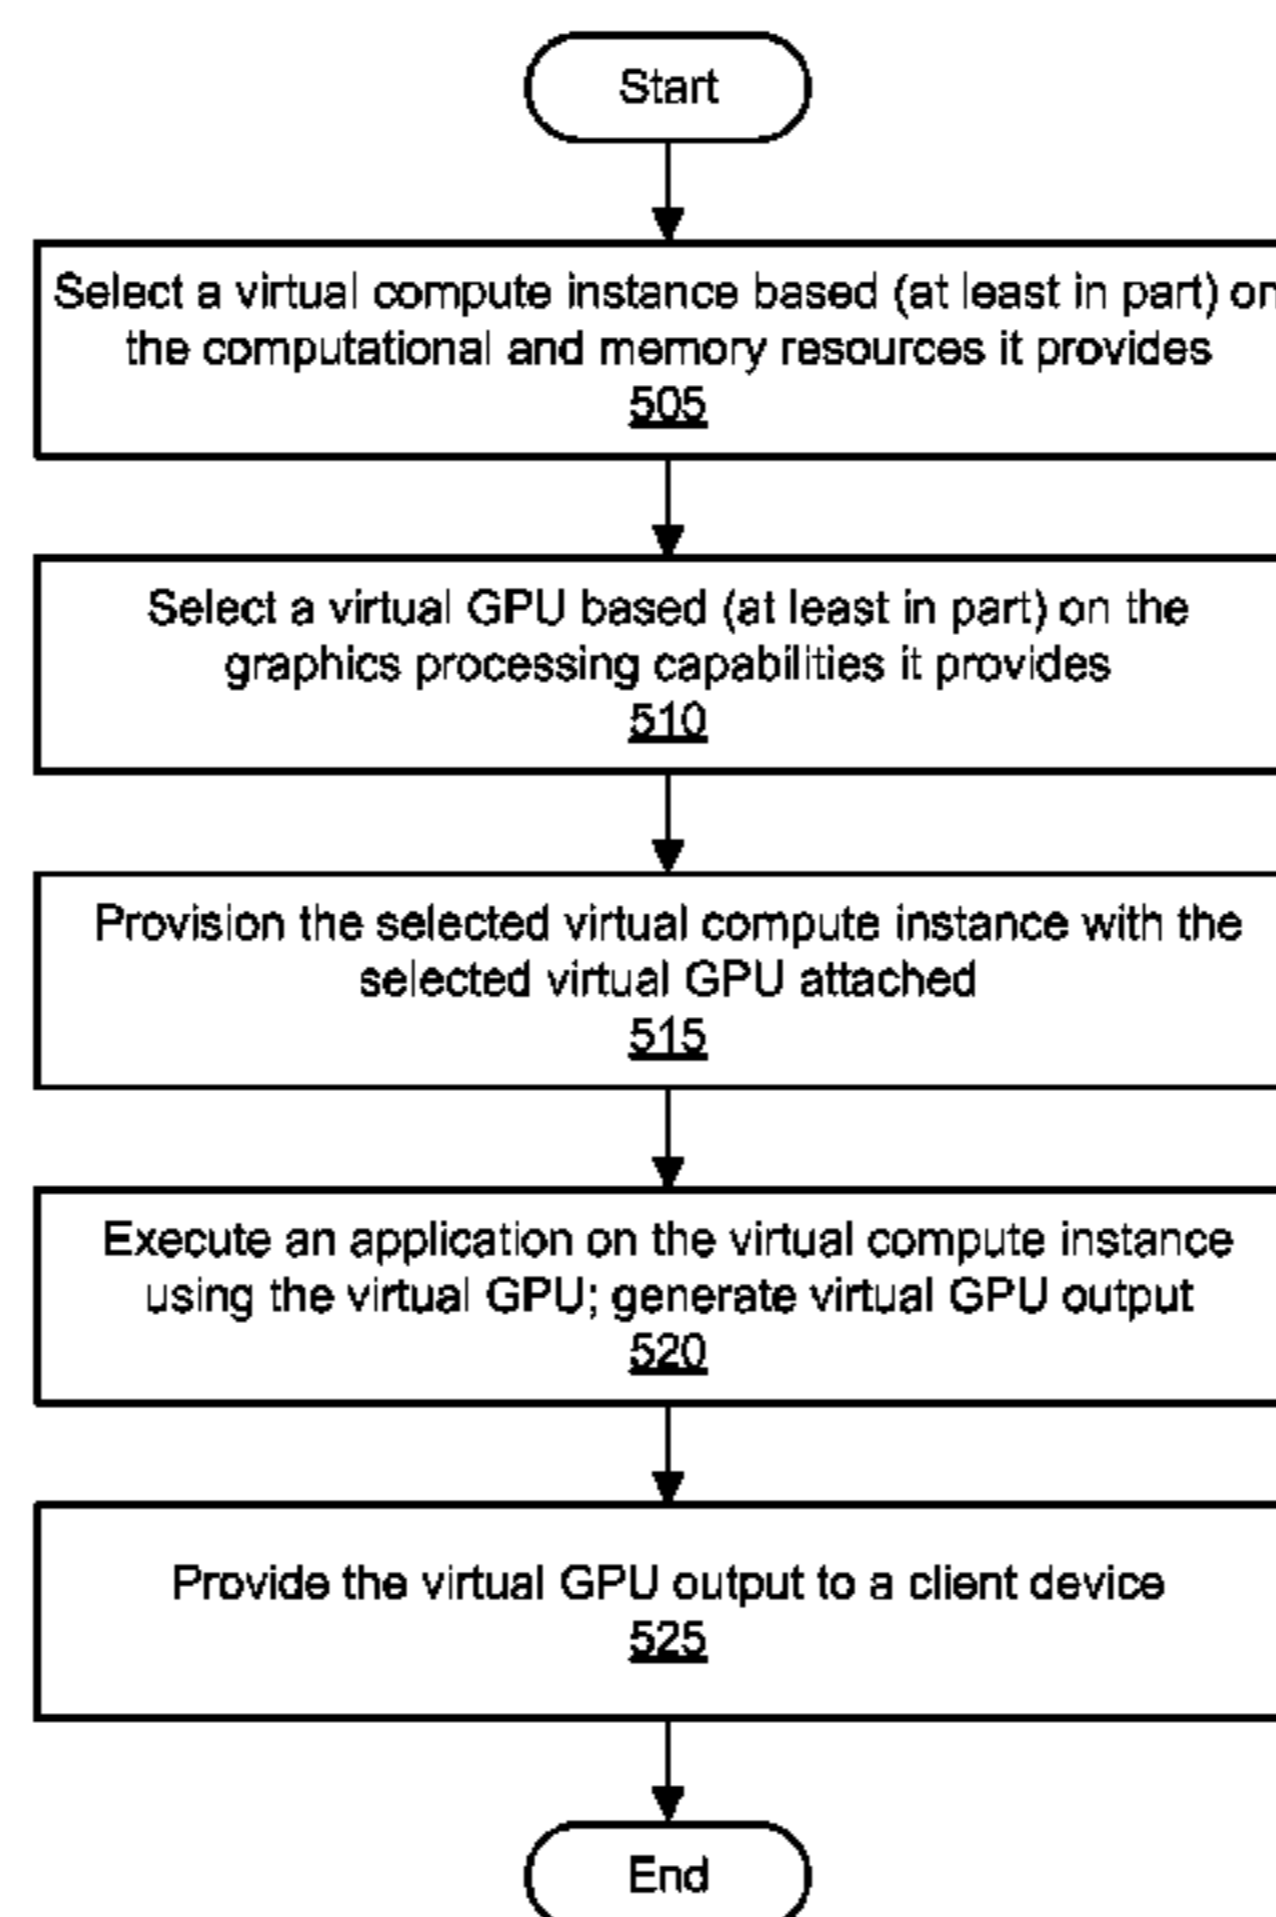 Start
Select a virtual compute instance based (at least in part) on
the computational and memory resources it provides
505
Select a virtual GPU based (at least in part) on the
graphics processing capabilities it provides
510
Provision the selected virtual compute instance with the
selected virtual GPU attached
515
Execute an application on the virtual compute instance
using the virtual GPU; generate virtual GPU output
520
Provide the virtual GPU output to a client device
525
End